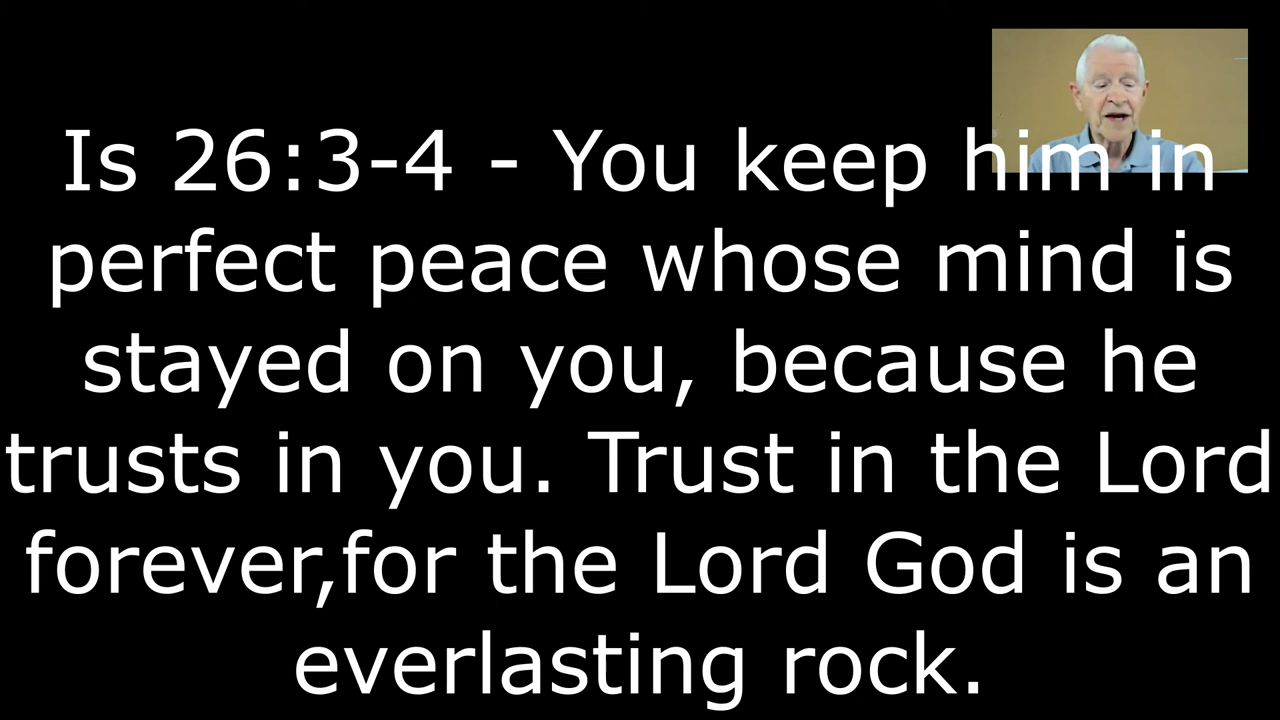 Is 26:3-4 - You keep him in
perfect peace whose mind is
stayed on you, because he
trusts in you. Trust in the Lord
forever,for the Lord God is an
everlasting rock.